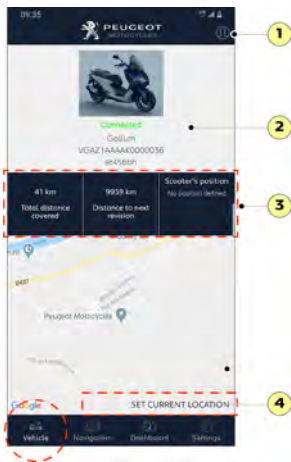 09:35
PEUGEOT
MOTOCYCLES
1
Connected
Gollum
VGAZ1AAAAK0000036
2
41 km
Total distance
covered
9959 km
Distance to next
revision
Scooter's position
No position defined
3
Peugeot Motocycles
Google
SET CURRENT LOCATION
4
Vehicle
Navigation
Dashboard
Settings